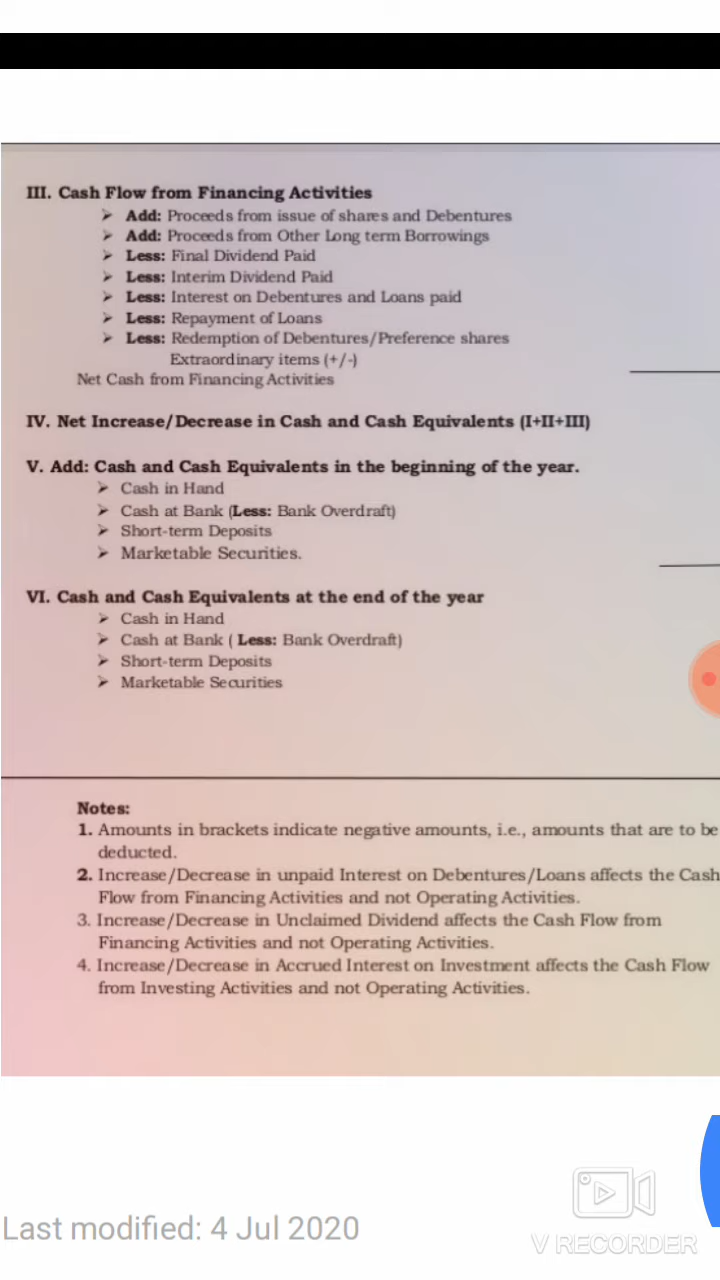 III. Cash Flow from Financing Activities
➢ Add: Proceeds from issue of shares and Debentures
➢ Add: Proceeds from Other Long term Borrowings
➢ Less: Final Dividend Paid
➢ Less: Interim Dividend Paid
➢ Less: Interest on Debentures and Loans paid
➢ Less: Repayment of Loans
➢ Less: Redemption of Debentures/Preference shares
Extraordinary items (+/-)
Net Cash from Financing Activities
IV. Net Increase/Decrease in Cash and Cash Equivalents (I+II+III)
V. Add: Cash and Cash Equivalents in the beginning of the year.
➢ Cash in Hand
➢ Cash at Bank (Less: Bank Overdraft)
➢ Short-term Deposits
➢ Marketable Securities.
VI. Cash and Cash Equivalents at the end of the year
➢ Cash in Hand
➢ Cash at Bank ( Less: Bank Overdraft)
➢ Short-term Deposits
➢ Marketable Securities
Notes:
1. Amounts in brackets indicate negative amounts, i.e., amounts that are to be
deducted.
2. Increase/Decrease in unpaid Interest on Debentures/Loans affects the Cash
Flow from Financing Activities and not Operating Activities.
3. Increase/Decrease in Unclaimed Dividend affects the Cash Flow from
Financing Activities and not Operating Activities.
4. Increase/Decrease in Accrued Interest on Investment affects the Cash Flow
from Investing Activities and not Operating Activities.
Last modified: 4 Jul 2020
V RECORDER